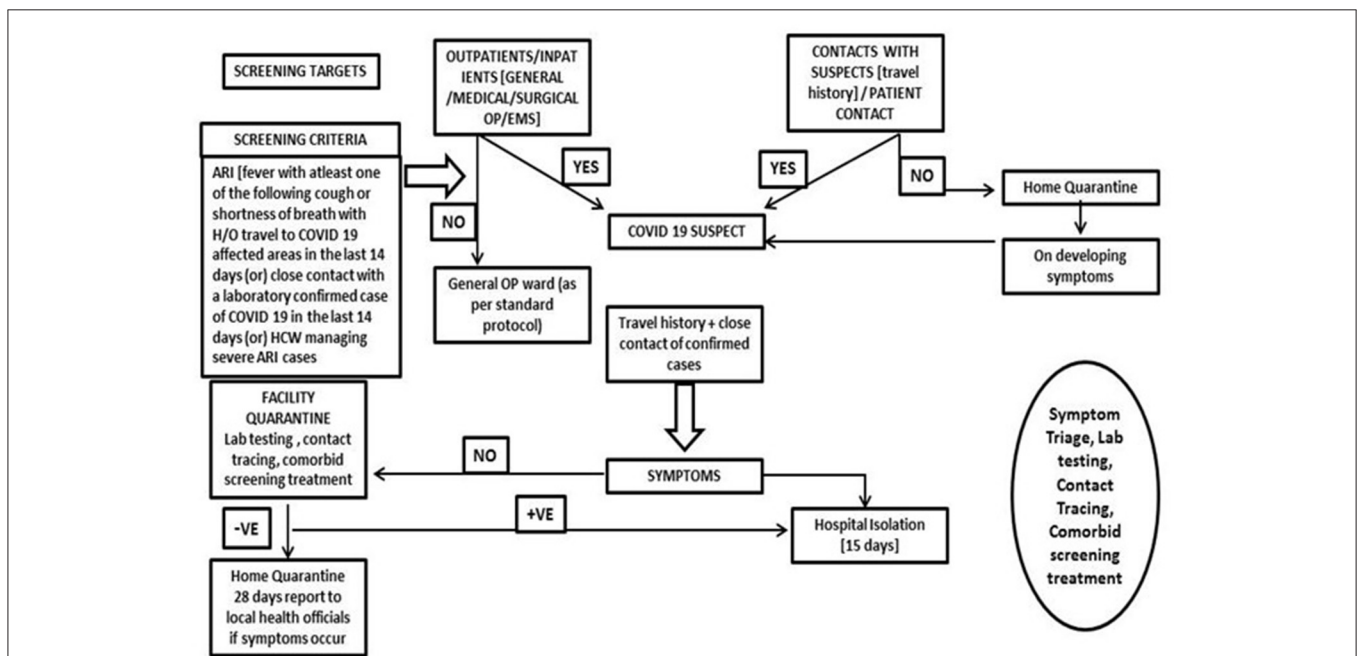 SCREENING TARGETS
OUTPATIENTS/INPAT
IENTS [GENERAL
/MEDICAL/SURGICAL
OP/EMS]
CONTACTS WITH
SUSPECTS [travel
history] / PATIENT
CONTACT
SCREENING CRITERIA
ARI [fever with atleast one
of the following cough or
shortness of breath with
H/O travel to COVID 19
affected areas in the last 14
days (or) close contact with
a laboratory confirmed case
of COVID 19 in the last 14
days (or) HCW managing
severe ARI cases
YES
NO
YES
NO
COVID 19 SUSPECT
Home Quarantine
On developing
symptoms
General OP ward (as
per standard
protocol)
Travel history + close
contact of confirmed
cases
FACILITY
QUARANTINE
Lab testing , contact
tracing, comorbid
screening treatment
NO
SYMPTOMS
-VE
+VE
Hospital Isolation
[15 days]
Home Quarantine
28 days report to
local health officials
if symptoms occur
Symptom
Triage, Lab
testing,
Contact
Tracing,
Comorbid
screening
treatment